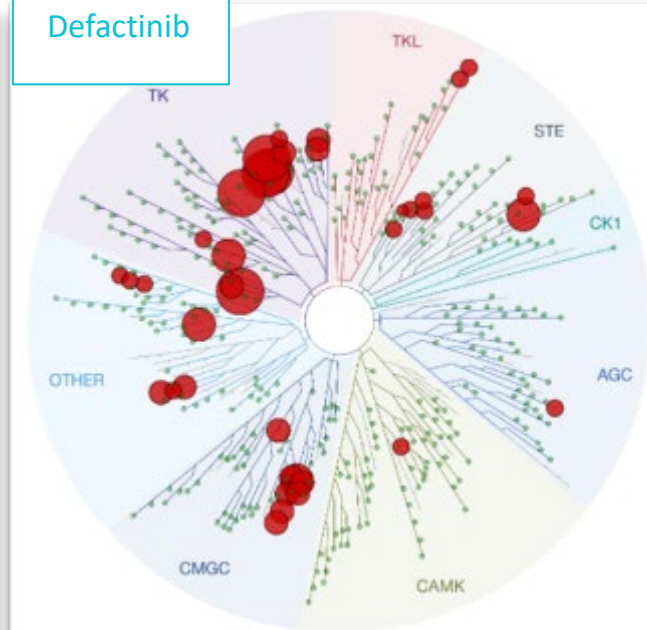 Defactinib
TKL
TK
STE
CK1
OTHER
AGC
CMGC
CAMK